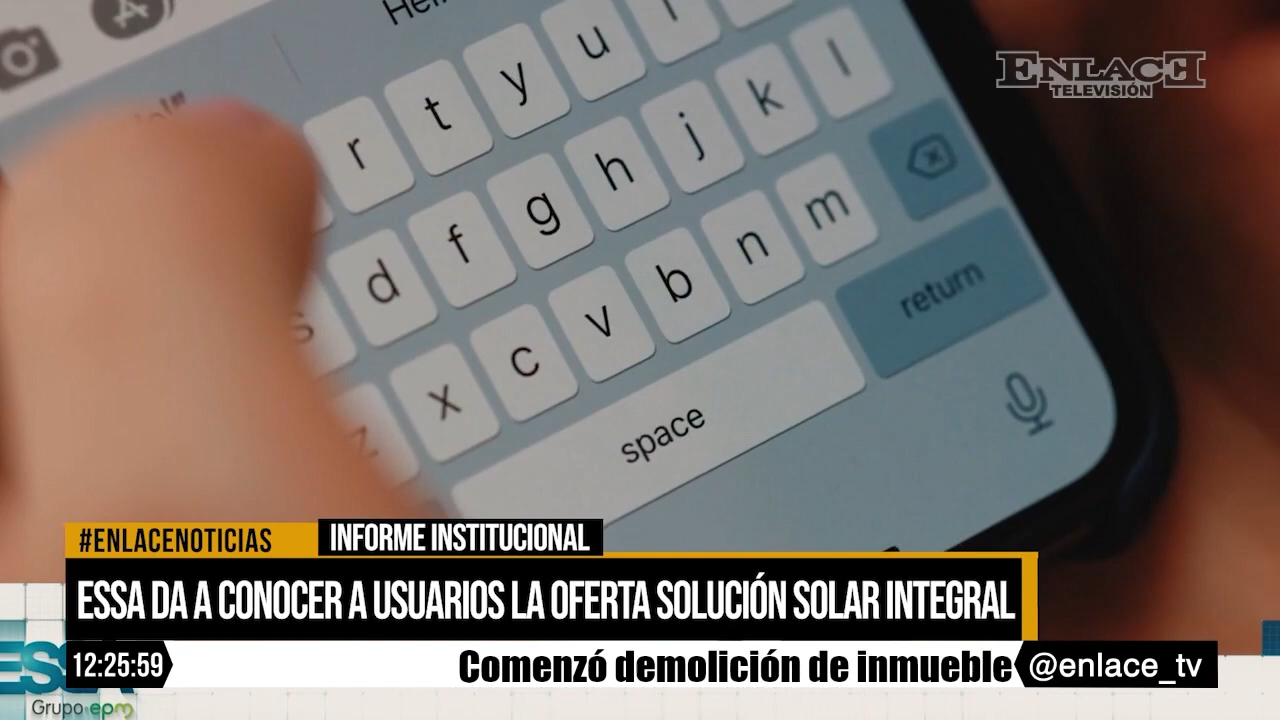 r t y u
d f g h j k l
x c v b n m
space return
ENLACE
TELEVISIÓN
#ENLACENOTICIAS
INFORME INSTITUCIONAL
ESSA DA A CONOCER A USUARIOS LA OFERTA SOLUCIÓN SOLAR INTEGRAL
12:25:59
Comenzó demolición de inmueble
@enlace_tv
Grupo epm